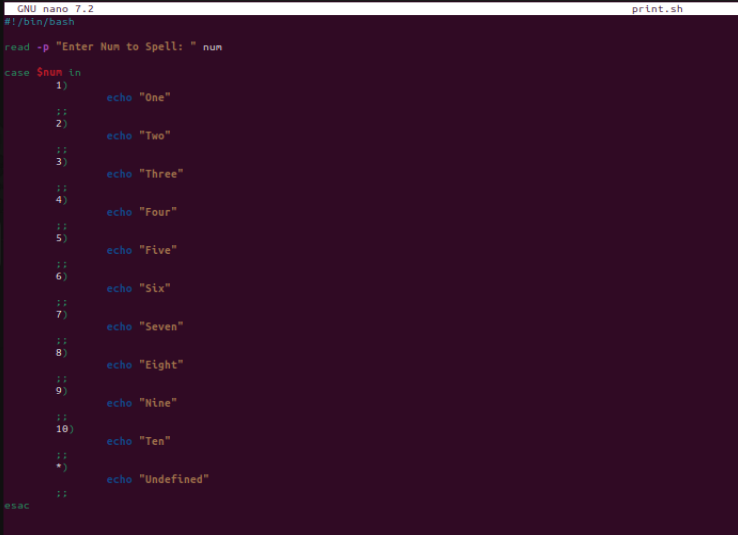 GNU nano 7.2 print.sh
#!/bin/bash
read -p "Enter Num to Spell: " num
case $num in
1)
echo "One"
;;
2)
echo "Two"
;;
3)
echo "Three"
;;
4)
echo "Four"
;;
5)
echo "Five"
;;
6)
echo "Six"
;;
7)
echo "Seven"
;;
8)
echo "Eight"
;;
9)
echo "Nine"
;;
10)
echo "Ten"
;;
*)
echo "Undefined"
;;
esac